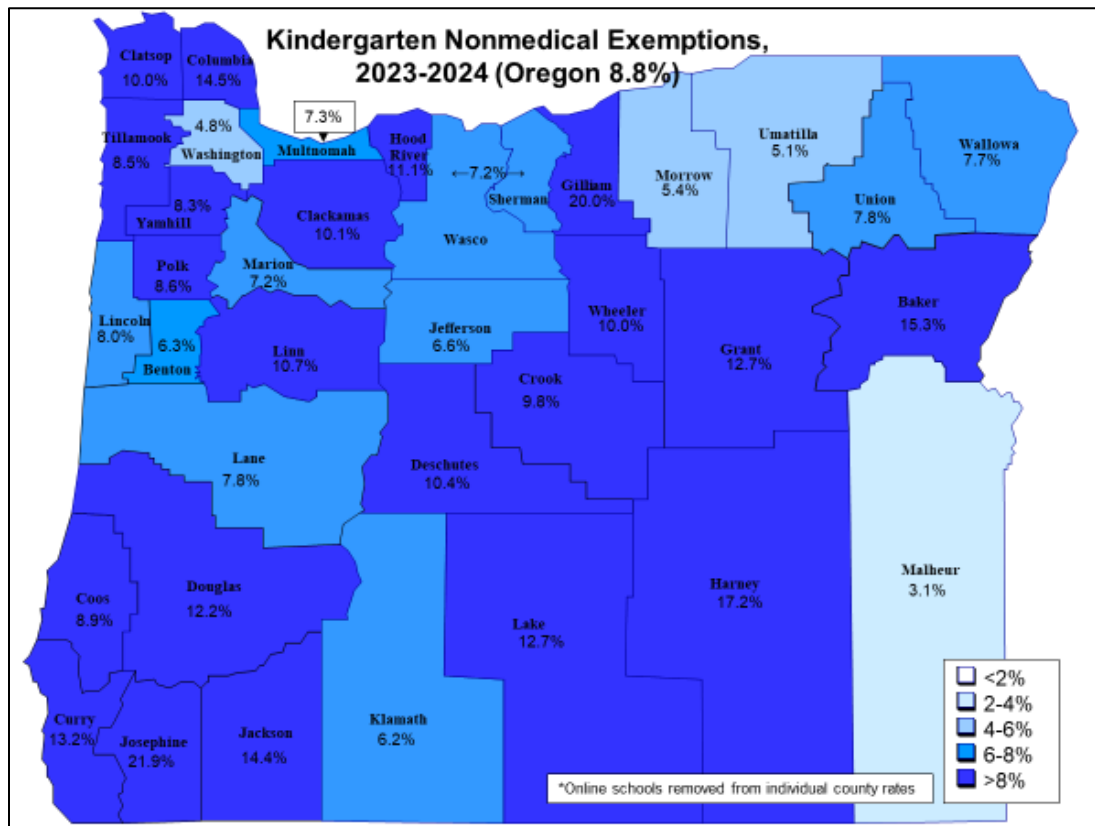 Kindergarten Nonmedical Exemptions,
2023-2024 (Oregon 8.8%)
Clatsop
10.0%
Columbia
14.5%
Tillamook
8.5%
4.8%
Washington
7.3%
Multnomah
Hood
River
11.1%
←7.2%→
Sherman
Wasco
Gilliam
20.0%
Morrow
5.4%
Umatilla
5.1%
Union
7.8%
Wallowa
7.7%
8.3%
Yamhill
Clackamas
10.1%
Polk
8.6%
Marion
7.2%
Lincoln
8.0%
6.3%
Benton
Linn
10.7%
Jefferson
6.6%
Wheeler
10.0%
Grant
12.7%
Baker
15.3%
Crook
9.8%
Lane
7.8%
Deschutes
10.4%
Coos
8.9%
Douglas
12.2%
Harney
17.2%
Malheur
3.1%
Lake
12.7%
Curry
13.2%
Josephine
21.9%
Jackson
14.4%
Klamath
6.2%
<2%
2-4%
4-6%
6-8%
>8%
*Online schools removed from individual county rates